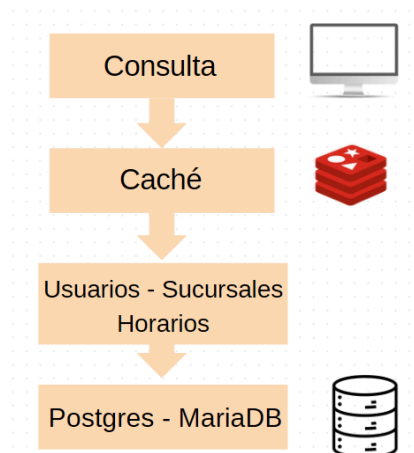 Consulta
Caché
Usuarios - Sucursales
Horarios
Postgres - MariaDB